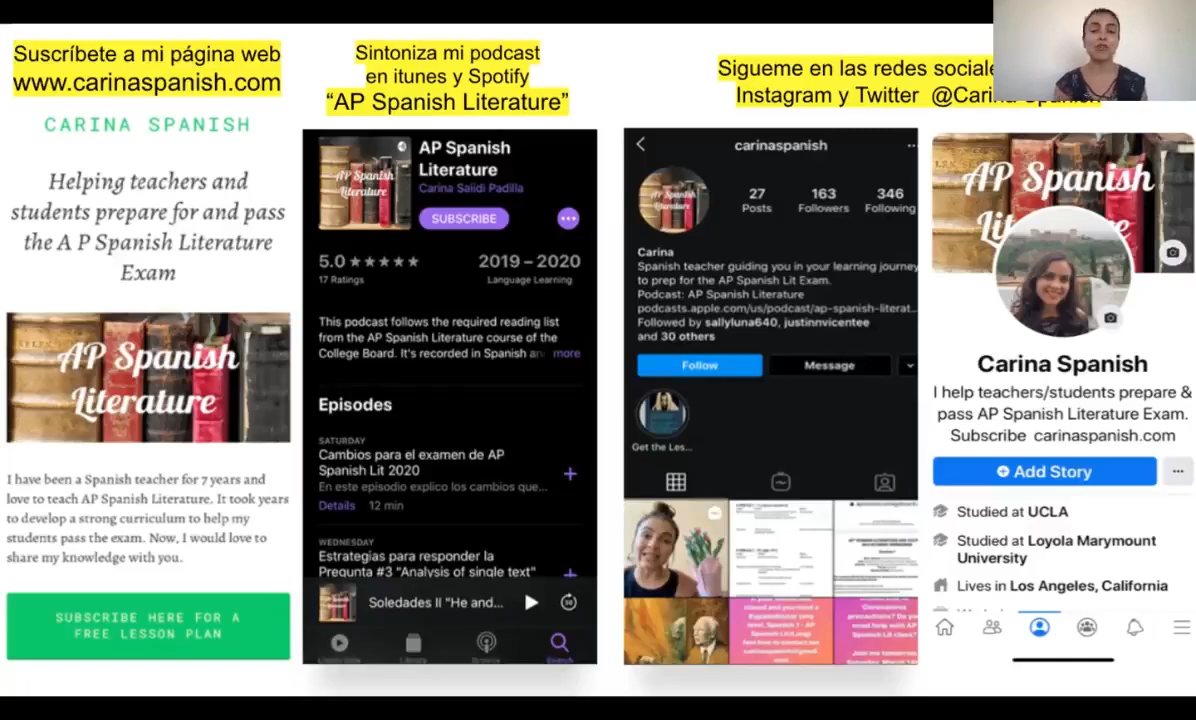 Suscríbete a mi página web
www.carinaspanish.com
CARINA SPANISH
Helping teachers and
students prepare for and pass
the A P Spanish Literature
Exam
AP Spanish
Literature
I have been a Spanish teacher for 7 years and
love to teach AP Spanish Literature. It took years
to develop a strong curriculum to help my
students pass the exam. Now, I would love to
share my knowledge with you.
SUBSCRIBE HERE FOR A
FREE LESSON PLAN
Sintoniza mi podcast
en itunes y Spotify
“AP Spanish Literature”
AP Spanish
Literature
AP Spanish
Literature
Carina Saiidi Padilla
SUBSCRIBE
5.0 ★★★★★
17 Ratings
2019 – 2020
Language Learning
This podcast follows the required reading list
from the AP Spanish Literature course of the
College Board. It's recorded in Spanish an more
Episodes
SATURDAY
Cambios para el examen de AP
Spanish Lit 2020
En este episodio explico los cambios que...
Details 12 min
WEDNESDAY
Estrategias para responder la
Pregunta #3 "Analysis of single text"
Soledades II "He and...
Library
Browse
Search
Sigueme en las redes sociale
Instagram y Twitter @Carina Spanish
carinaspanish
AP Spanish
Literature
27
Posts
163
Followers
346
Following
Carina
Spanish teacher guiding you in your learning journey
to prep for the AP Spanish Lit Exam.
Podcast: AP Spanish Literature
podcasts.apple.com/us/podcast/ap-spanish-literat...
Followed by sallyluna640, justinnvicentee
and 30 others
Follow
Message
Get the Les...
AP Spanish
Carina Spanish
I help teachers/students prepare &
pass AP Spanish Literature Exam.
Subscribe carinaspanish.com
Add Story
Studied at UCLA
Studied at Loyola Marymount
University
Lives in Los Angeles, California